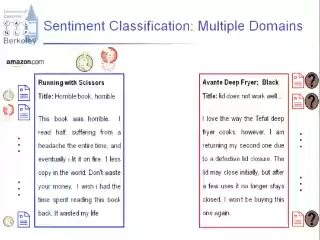 Sentiment Classification: Multiple Domains
Berkeley
amazon.com
Running with Scissors
Title: Horrible book, horrible.
This book was horrible. I
read half, suffering from a
headache the entire time, and
eventually i lit it on fire. 1 less
copy in the world. Don't waste
your money. I wish i had the
time spent reading this book
back. It wasted my life
Avante Deep Fryer; Black
Title: lid does not work well...
I love the way the Tefal deep
fryer cooks, however, I am
returning my second one due
to a defective lid closure. The
lid may close initially, but after
a few uses it no longer stays
closed. I won't be buying this
one again.